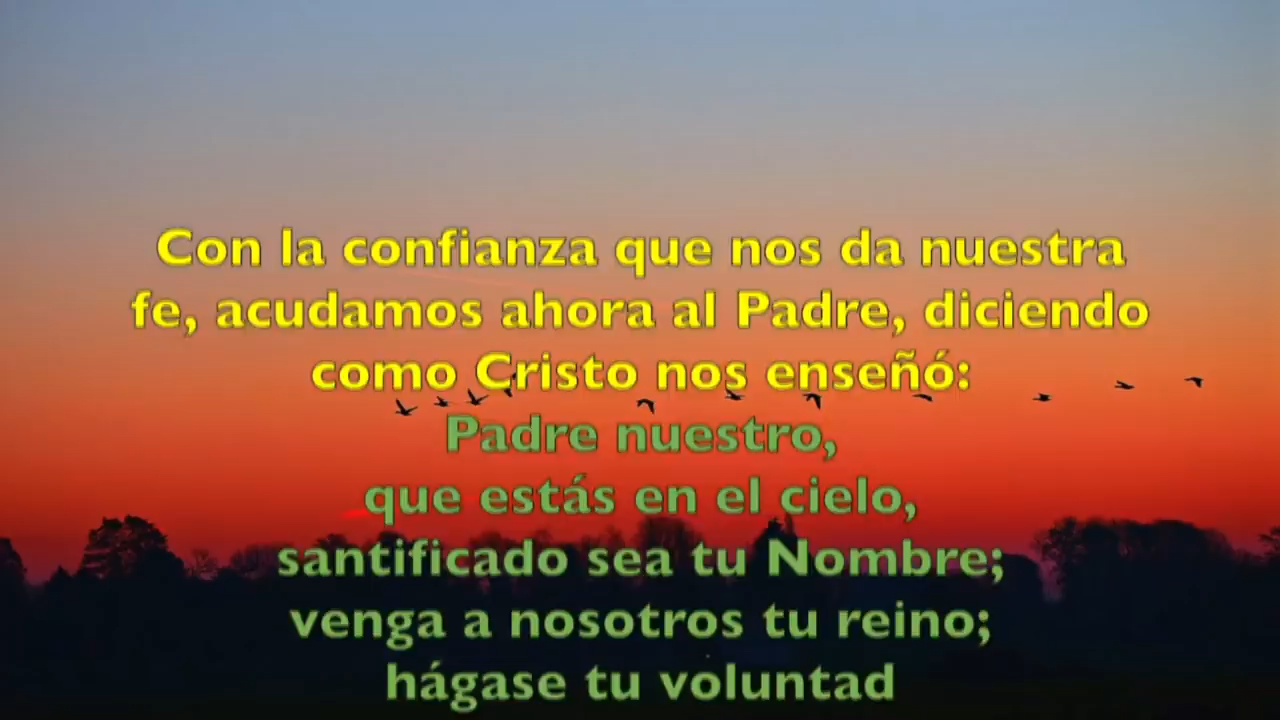 Con la confianza que nos da nuestra
fe, acudamos ahora al Padre, diciendo
como Cristo nos enseñó:
Padre nuestro,
que estás en el cielo,
santificado sea tu Nombre;
venga a nosotros tu reino;
hágase tu voluntad